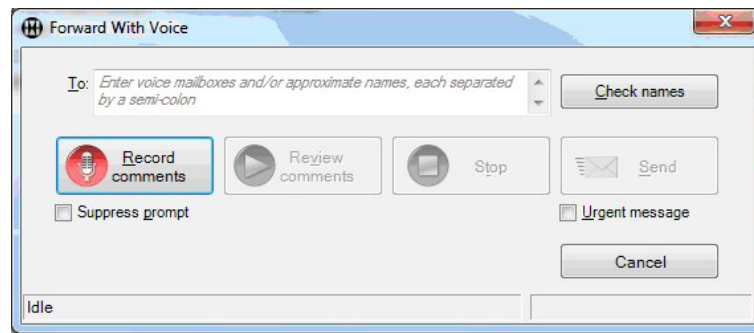 Forward With Voice
To: Enter voice mailboxes and/or approximate names, each separated
by a semi-colon
Check names
Record
comments
Review
comments
Stop
Send
Suppress prompt
Urgent message
Cancel
Idle